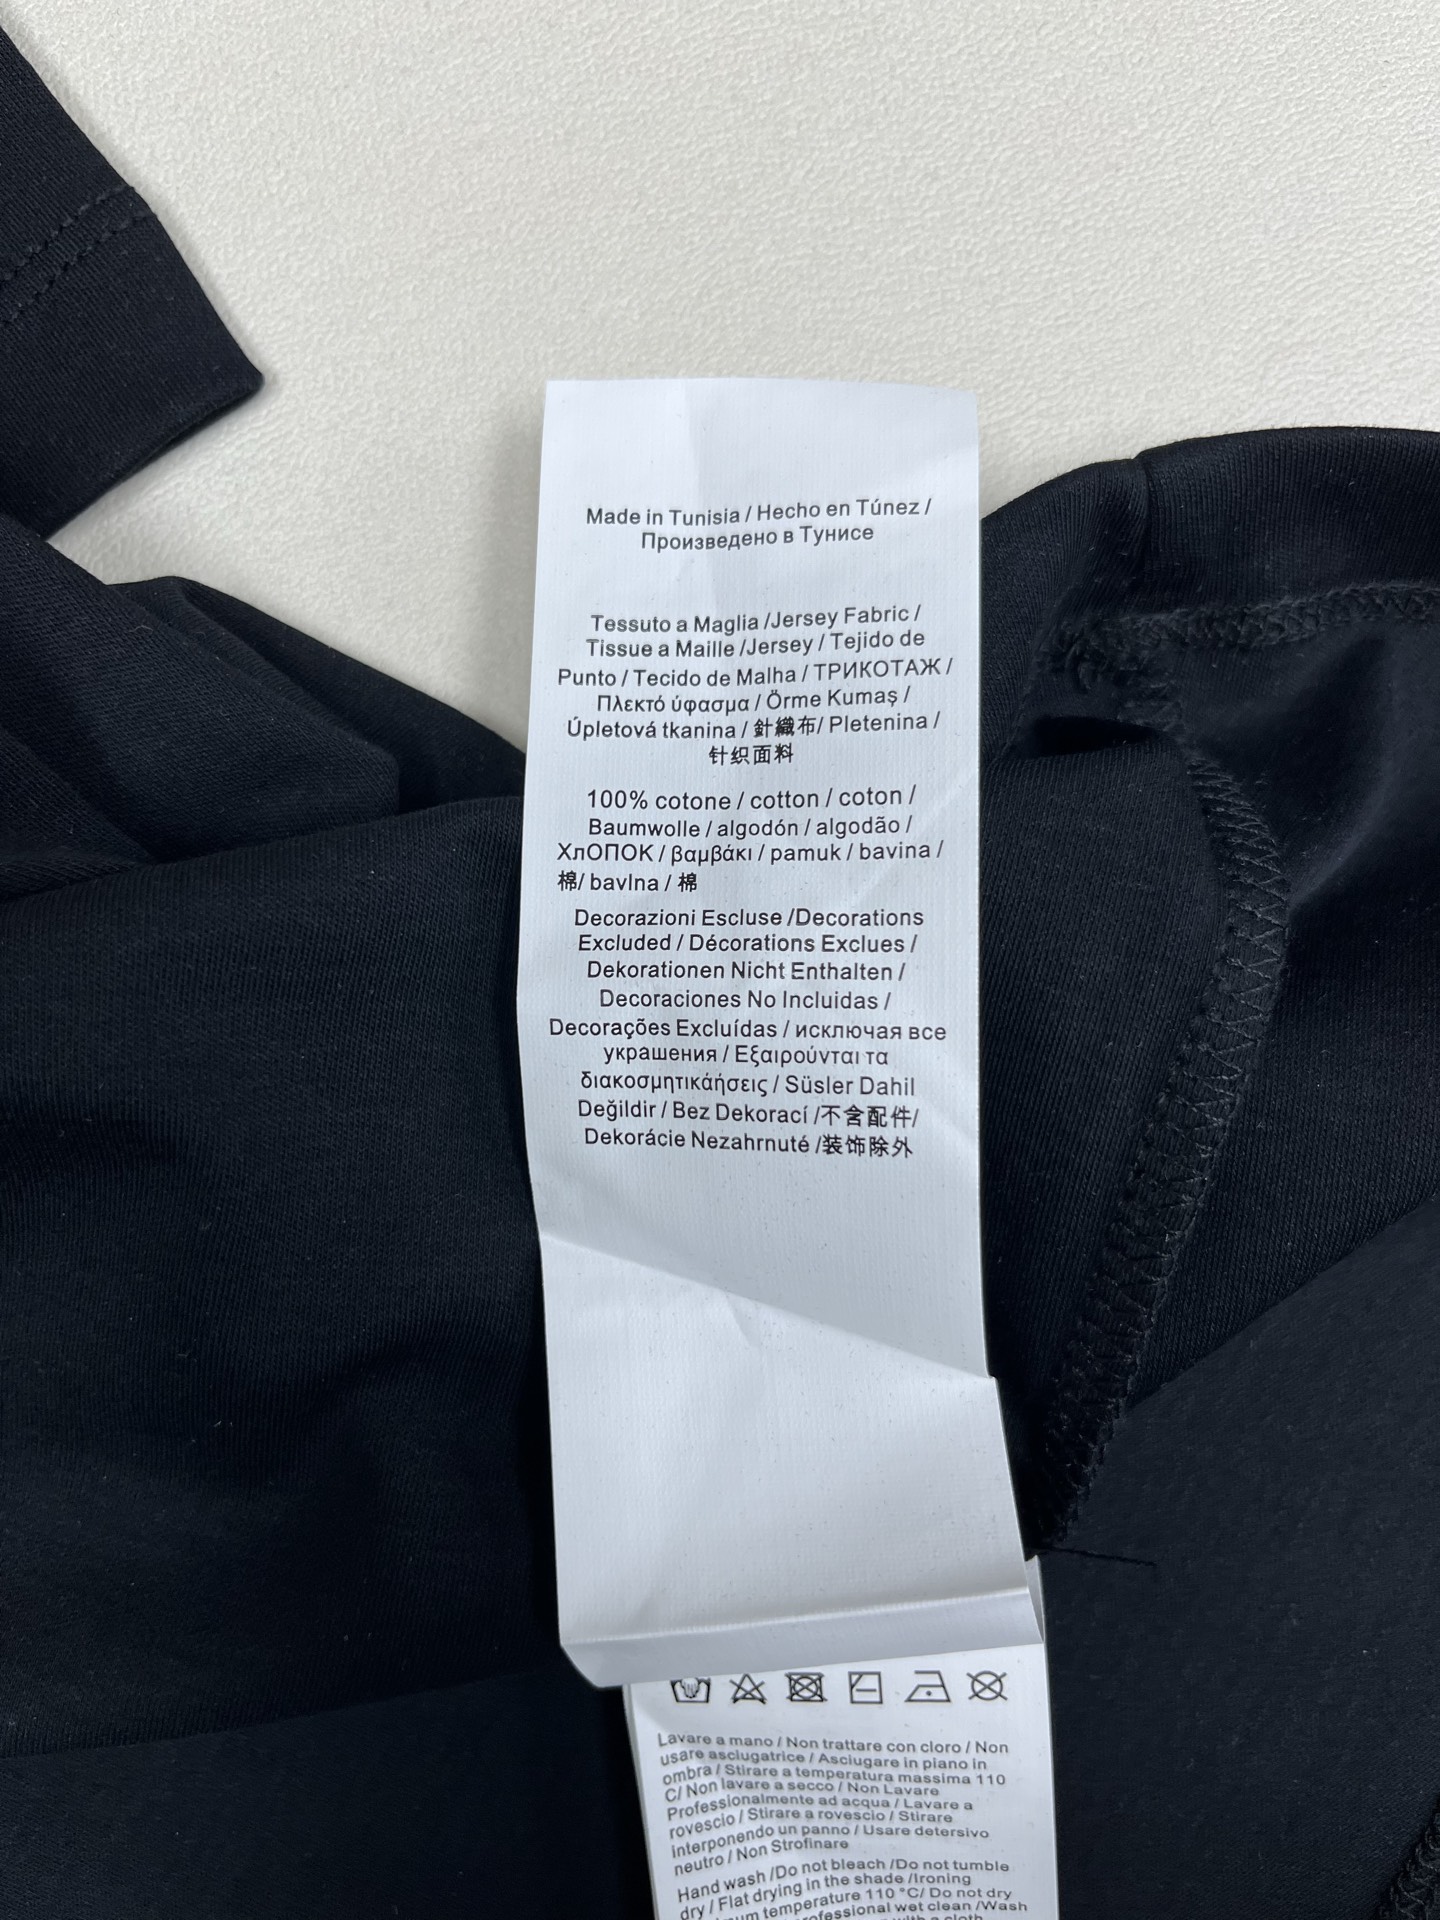 Made in Tunisia / Hecho en Túnez /
Произведено в Тунисе
Tessuto a Maglia /Jersey Fabric /
Tissue a Maille /Jersey / Tejido de
Punto / Tecido de Malha / ТРИКОТАЖ /
Πλεκτό ύφασμα / Örme Kumaş /
Úpletová tkanina / 針織布/ Pletenina /
针织面料
100% cotone / cotton / coton /
Baumwolle / algodón / algodão /
ХлОПОК / βαμβάκι / pamuk / bavina /
棉/ bavlna / 棉
Decorazioni Escluse /Decorations
Excluded / Décorations Exclues /
Dekorationen Nicht Enthalten /
Decoraciones No Incluidas /
Decorações Excluídas / исключая все
украшения / Εξαιρούνται τα
διακοσμητικάήσεις / Süsler Dahil
Değildir / Bez Dekorací /不含配件/
Dekorácie Nezahrnuté /装饰除外
Lavare a mano / Non trattare con cloro / Non
usare asciugatrice / Asciugare in piano in
ombra / Stirare a temperatura massima 110
C/ Non lavare a secco / Non Lavare
Professionalmente ad acqua / Lavare a
rovescio / Stirare a rovescio / Stirare
interponendo un panno / Usare detersivo
neutro / Non Strofinare
Hand wash /Do not bleach /Do not tumble
dry / Flat drying in the shade /Ironing
temperature 110 °C/ Do not dry
wet clean /Wash